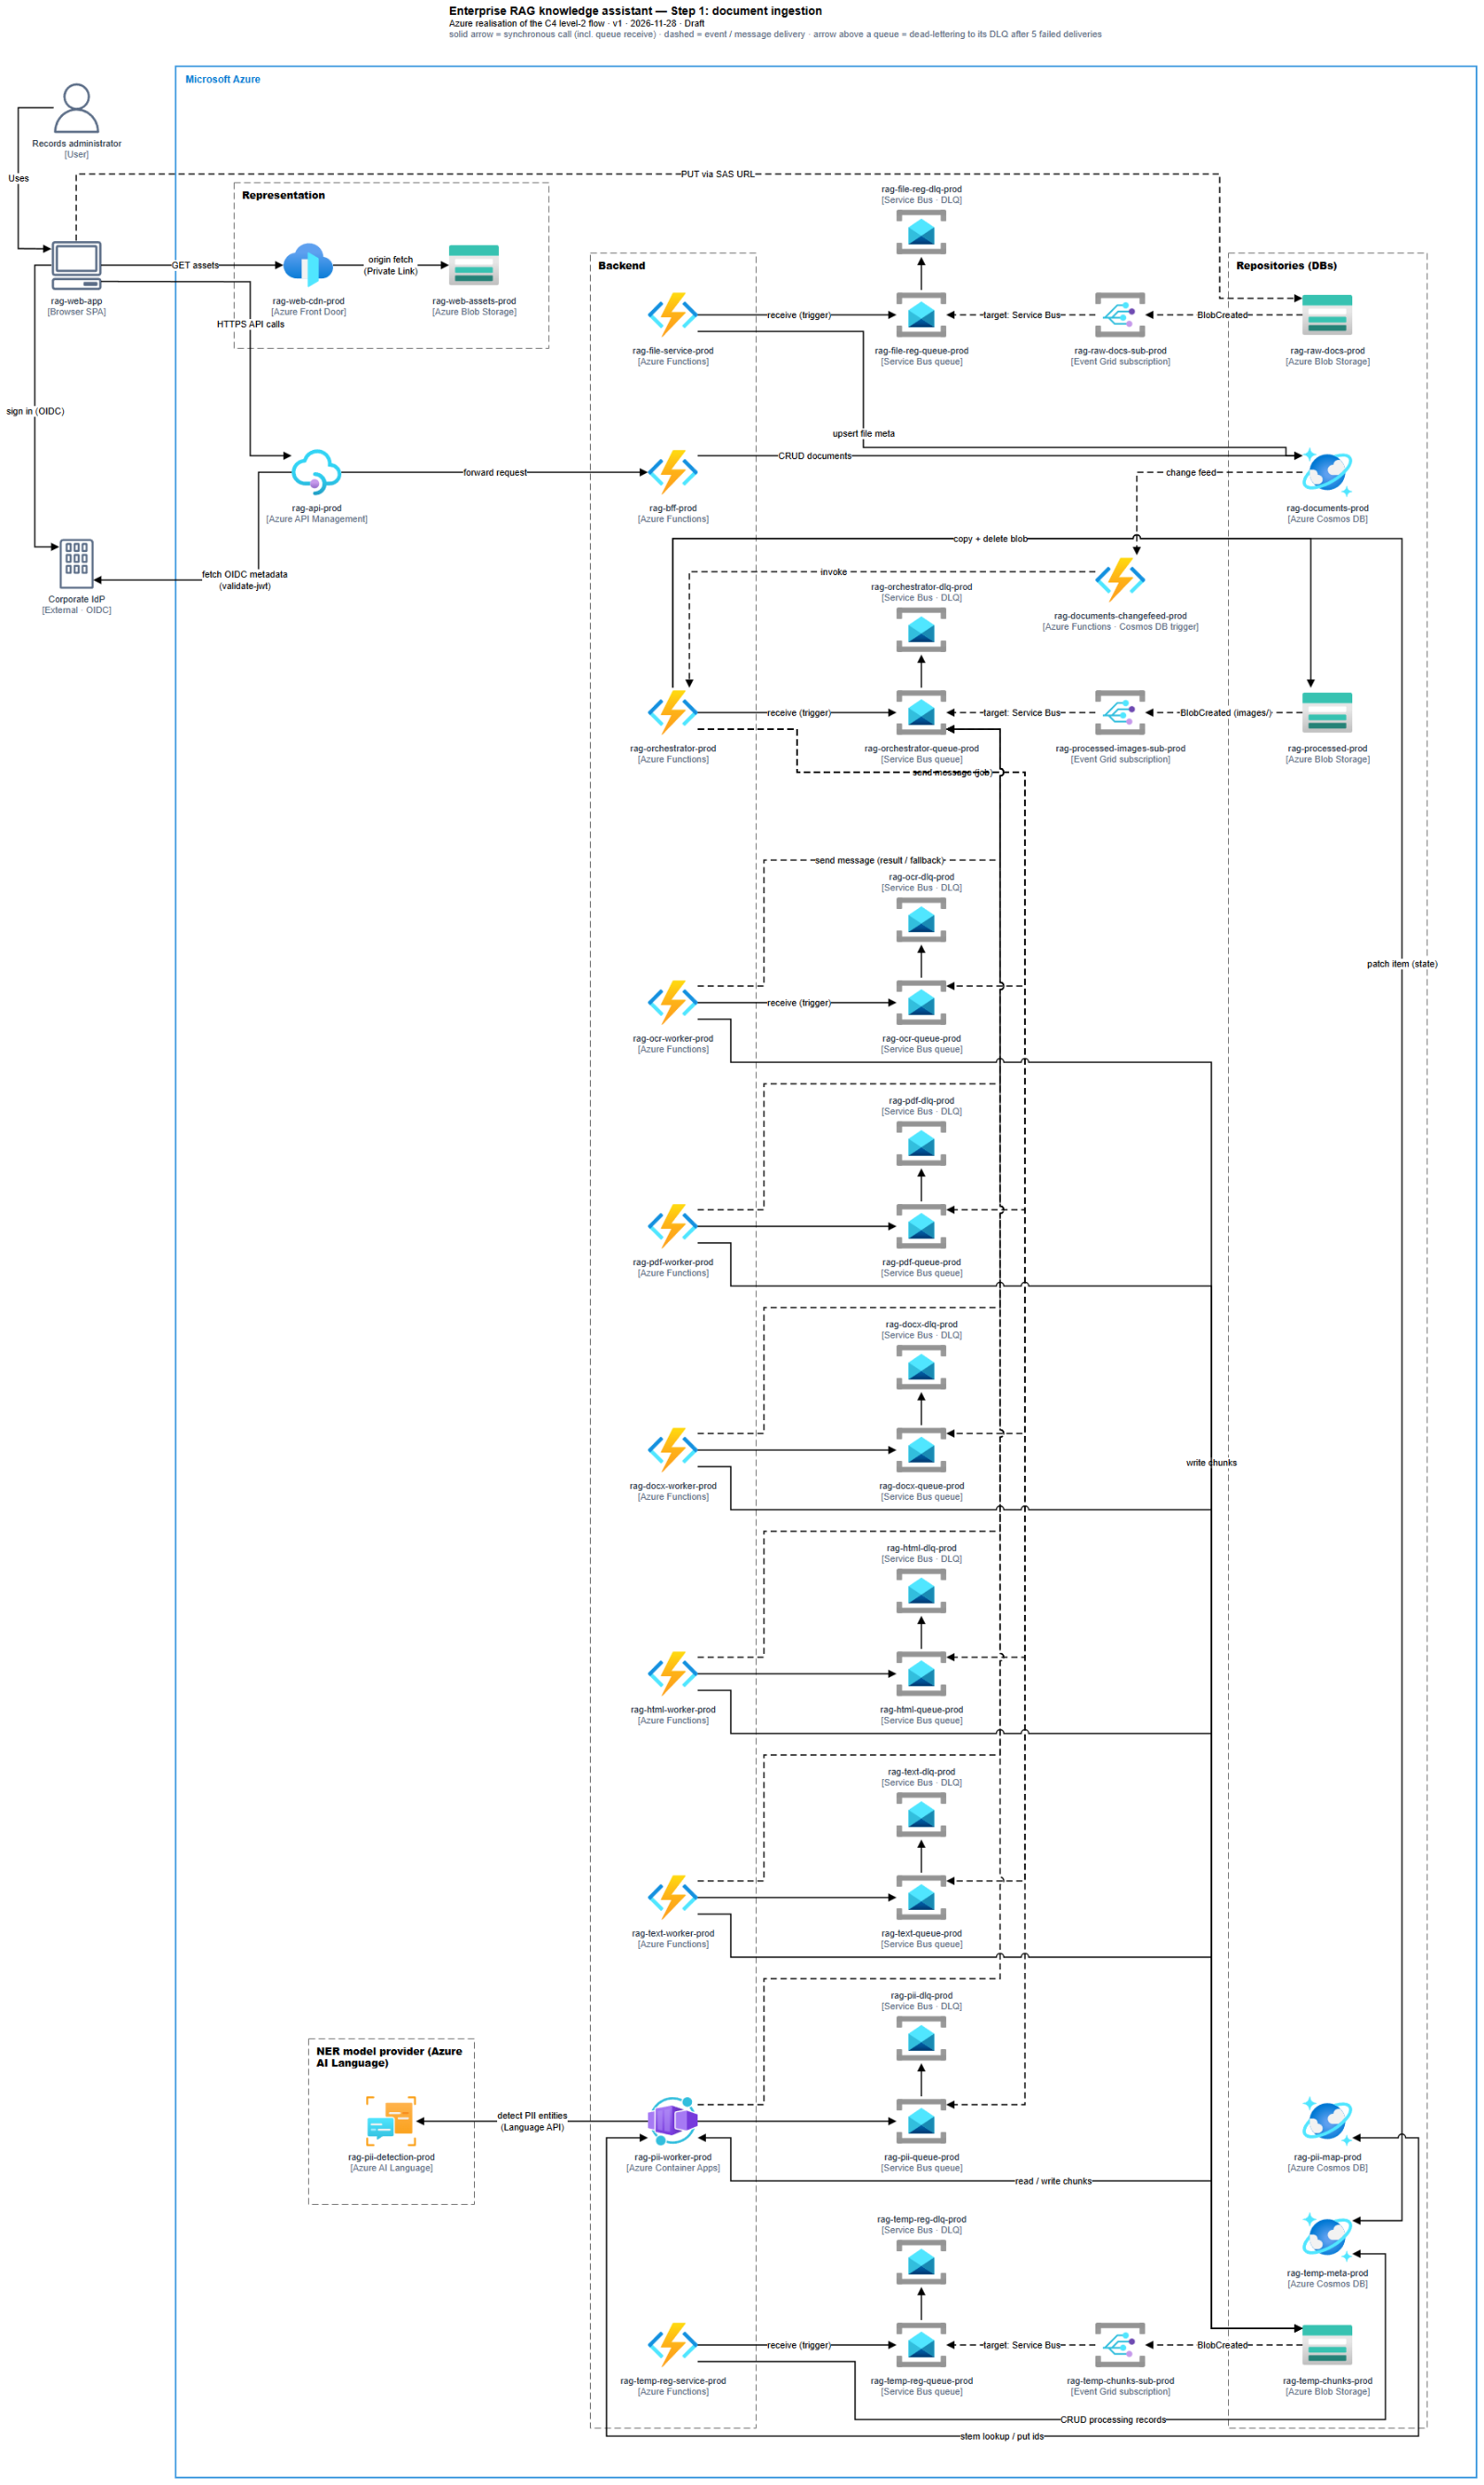 Enterprise RAG knowledge assistant — Step 1: document ingestion
Azure realisation of the C4 level-2 flow · v1 · 2026-11-28 · Draft
solid arrow = synchronous call (incl. queue receive) · dashed = event / message delivery · arrow above a queue = dead-lettering to its DLQ after 5 failed deliveries
Microsoft Azure
Records administrator
[User]
Uses
PUT via SAS URL
rag-file-reg-dlq-prod
[Service Bus · DLQ]
Representation
Backend
Repositories (DBs)
GET assets
origin fetch
(Private Link)
rag-web-app
[Browser SPA]
rag-web-cdn-prod
[Azure Front Door]
rag-web-assets-prod
[Azure Blob Storage]
HTTPS API calls
receive (trigger)
target: Service Bus
BlobCreated
rag-file-service-prod
[Azure Functions]
rag-file-reg-queue-prod
[Service Bus queue]
rag-raw-docs-sub-prod
[Event Grid subscription]
rag-raw-docs-prod
[Azure Blob Storage]
sign in (OIDC)
upsert file meta
CRUD documents
forward request
change feed
rag-api-prod
[Azure API Management]
rag-bff-prod
[Azure Functions]
rag-documents-prod
[Azure Cosmos DB]
copy + delete blob
fetch OIDC metadata
(validate-jwt)
invoke
Corporate IdP
[External · OIDC]
rag-orchestrator-dlq-prod
[Service Bus · DLQ]
rag-documents-changefeed-prod
[Azure Functions · Cosmos DB trigger]
receive (trigger)
target: Service Bus
BlobCreated (images/)
rag-orchestrator-prod
[Azure Functions]
rag-orchestrator-queue-prod
[Service Bus queue]
rag-processed-images-sub-prod
[Event Grid subscription]
rag-processed-prod
[Azure Blob Storage]
send message (job)
send message (result / fallback)
rag-ocr-dlq-prod
[Service Bus · DLQ]
patch item (state)
receive (trigger)
rag-ocr-worker-prod
[Azure Functions]
rag-ocr-queue-prod
[Service Bus queue]
rag-pdf-dlq-prod
[Service Bus · DLQ]
rag-pdf-worker-prod
[Azure Functions]
rag-pdf-queue-prod
[Service Bus queue]
rag-docx-dlq-prod
[Service Bus · DLQ]
write chunks
rag-docx-worker-prod
[Azure Functions]
rag-docx-queue-prod
[Service Bus queue]
rag-html-dlq-prod
[Service Bus · DLQ]
rag-html-worker-prod
[Azure Functions]
rag-html-queue-prod
[Service Bus queue]
rag-text-dlq-prod
[Service Bus · DLQ]
rag-text-worker-prod
[Azure Functions]
rag-text-queue-prod
[Service Bus queue]
rag-pii-dlq-prod
[Service Bus · DLQ]
NER model provider (Azure
AI Language)
detect PII entities
(Language API)
rag-pii-detection-prod
[Azure AI Language]
rag-pii-worker-prod
[Azure Container Apps]
rag-pii-queue-prod
[Service Bus queue]
rag-pii-map-prod
[Azure Cosmos DB]
read / write chunks
rag-temp-reg-dlq-prod
[Service Bus · DLQ]
rag-temp-meta-prod
[Azure Cosmos DB]
receive (trigger)
target: Service Bus
BlobCreated
rag-temp-reg-service-prod
[Azure Functions]
rag-temp-reg-queue-prod
[Service Bus queue]
rag-temp-chunks-sub-prod
[Event Grid subscription]
rag-temp-chunks-prod
[Azure Blob Storage]
CRUD processing records
stem lookup / put ids